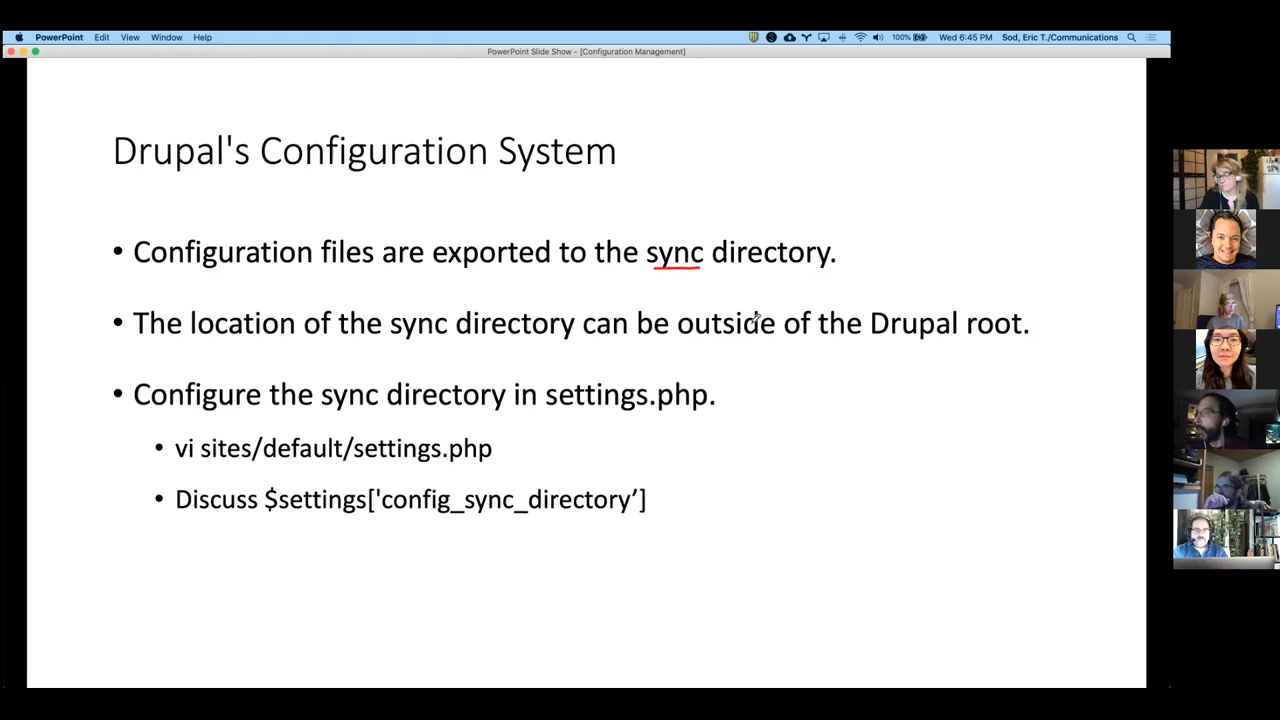 PowerPoint Edit View Window Help
100% Wed 6:45 PM Sod, Eric T./Communications
PowerPoint Slide Show - [Configuration Management]
Drupal's Configuration System
• Configuration files are exported to the sync directory.
• The location of the sync directory can be outside of the Drupal root.
• Configure the sync directory in settings.php.
• vi sites/default/settings.php
• Discuss $settings['config_sync_directory’]